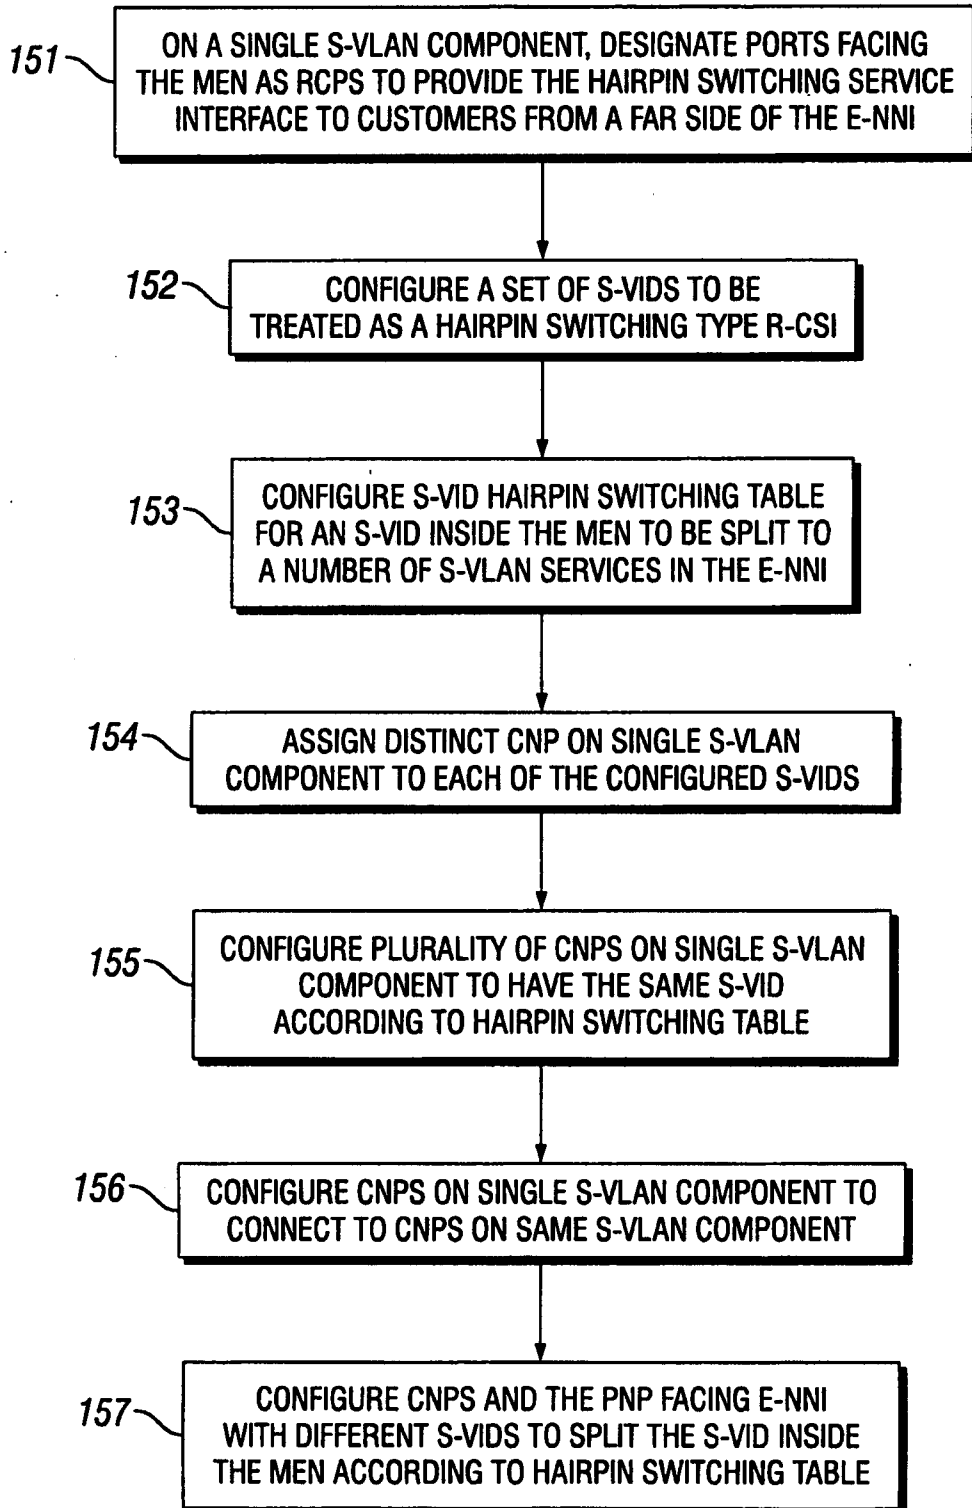 151
ON A SINGLE S-VLAN COMPONENT, DESIGNATE PORTS FACING
THE MEN AS RCPS TO PROVIDE THE HAIRPIN SWITCHING SERVICE
INTERFACE TO CUSTOMERS FROM A FAR SIDE OF THE E-NNI
152
CONFIGURE A SET OF S-VIDS TO BE
TREATED AS A HAIRPIN SWITCHING TYPE R-CSI
153
CONFIGURE S-VID HAIRPIN SWITCHING TABLE
FOR AN S-VID INSIDE THE MEN TO BE SPLIT TO
A NUMBER OF S-VLAN SERVICES IN THE E-NNI
154
ASSIGN DISTINCT CNP ON SINGLE S-VLAN
COMPONENT TO EACH OF THE CONFIGURED S-VIDS
155
CONFIGURE PLURALITY OF CNPS ON SINGLE S-VLAN
COMPONENT TO HAVE THE SAME S-VID
ACCORDING TO HAIRPIN SWITCHING TABLE
156
CONFIGURE CNPS ON SINGLE S-VLAN COMPONENT TO
CONNECT TO CNPS ON SAME S-VLAN COMPONENT
157
CONFIGURE CNPS AND THE PNP FACING E-NNI
WITH DIFFERENT S-VIDS TO SPLIT THE S-VID INSIDE
THE MEN ACCORDING TO HAIRPIN SWITCHING TABLE